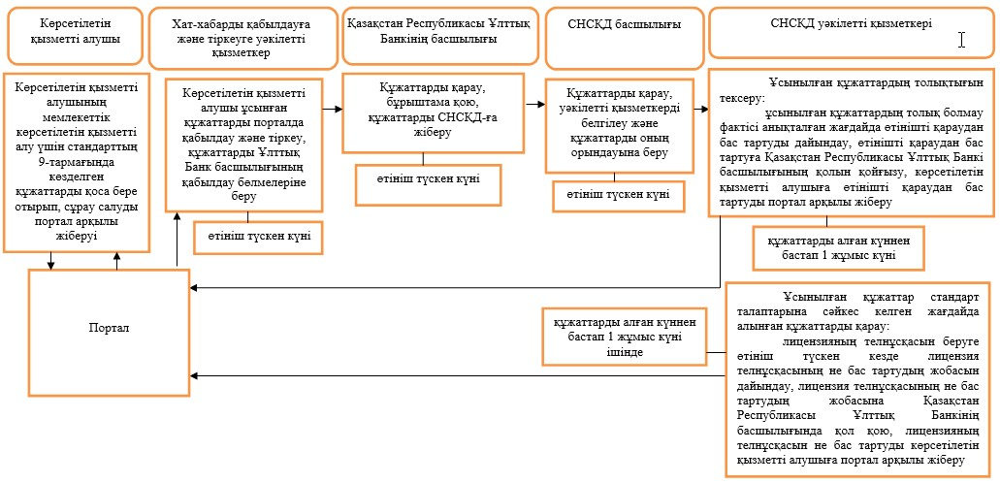 Көрсетілетін
қызметті алушы
Хат-хабарды қабылдауға
және тіркеуге уәкілетті
қызметкер
Қазақстан Республикасы Ұлттық
Банкінің басшылығы
СНСҚД басшылығы
СНСҚД уәкілетті қызметкері
Көрсетілетін қызметті
алушының
мемлекеттік
көрсетілетін қызметті
алу үшін стандарттың
9-тармағында
көзделген
құжаттарды қоса бере
отырып, сұрау салуды
портал арқылы
жіберуі
Көрсетілетін қызметті
алушы ұсынған
құжаттарды порталда
қабылдау және тіркеу,
құжаттарды Ұлттық
Банк басшылығының
қабылдау бөлмелеріне
беру
өтініш түскен күні
Құжаттарды қарау,
бұрыштама қою,
құжаттарды СНСҚД-ға
жіберу
өтініш түскен күні
Құжаттарды қарау,
уәкілетті қызметкерді
белгілеу және
құжаттарды оның
орындауына беру
өтініш түскен күні
Ұсынылған құжаттардың толықтығын
тексеру:
ұсынылған құжаттардың толық болмау
фактісі анықталған жағдайда өтінішті қараудан
бас тартуды дайындау, өтінішті қараудан бас
тартуға Қазақстан Республикасы Ұлттық Банкі
басшылығының қолын қойғызу, көрсетілетін
қызметті алушыға өтінішті қараудан бас
тартуды портал арқылы жіберу
құжаттарды алған күннен
бастап 1 жұмыс күні
Портал
құжаттарды алған күннен
бастап 1 жұмыс күні
ішінде
Ұсынылған құжаттар стандарт
талаптарына сәйкес келген жағдайда
алынған құжаттарды қарау:
лицензияның телнұсқасын беруге
өтініш түскен кезде лицензия
телнұсқасының не бас тартудың жобасын
дайындау, лицензия телнұсқасының не бас
тартудың жобасына Қазақстан
Республикасы Ұлттық Банкінің
басшылығында қол қою, лицензияның
телнұсқасын не бас тартуды көрсетілетін
қызметті алушыға портал арқылы жіберу